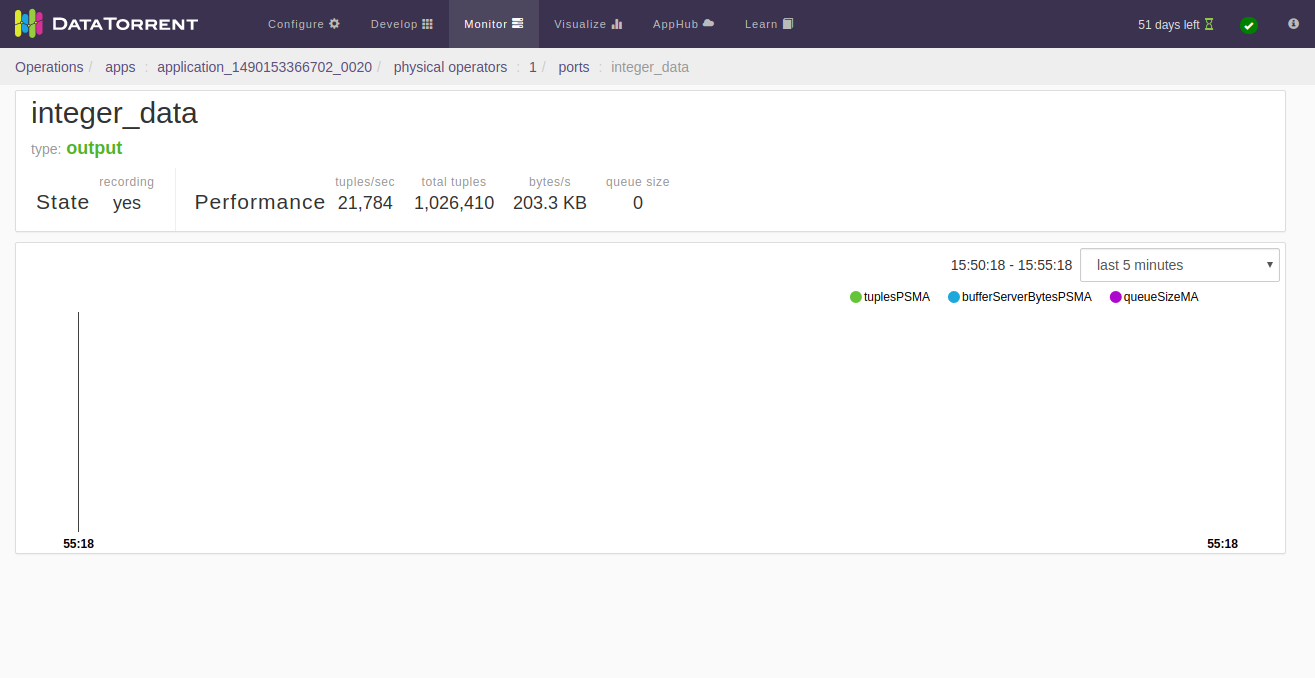 DATATORRENT Configure Develop Monitor Visualize AppHub Learn 51 days left
Operations / apps : application_1490153366702_0020 / physical operators : 1 / ports : integer_data
integer_data
type: output
recording tuples/sec total tuples bytes/s queue size
State yes Performance 21,784 1,026,410 203.3 KB 0
15:50:18 - 15:55:18 last 5 minutes
tuplesPSMA bufferServerBytesPSMA queueSizeMA
55:18 55:18